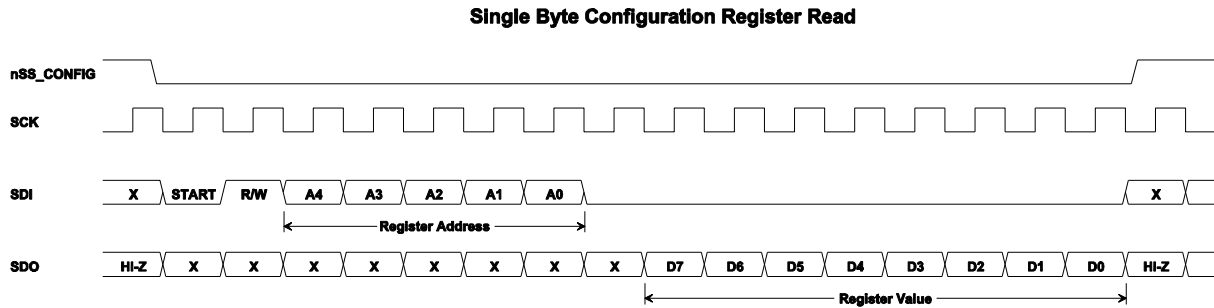 Single Byte Configuration Register Read
nSS_CONFIG
SCK
SDI X START R/W A4 A3 A2 A1 A0 X
Register Address
SDO HI-Z X X X X X X X X D7 D6 D5 D4 D3 D2 D1 D0 HI-Z
Register Value